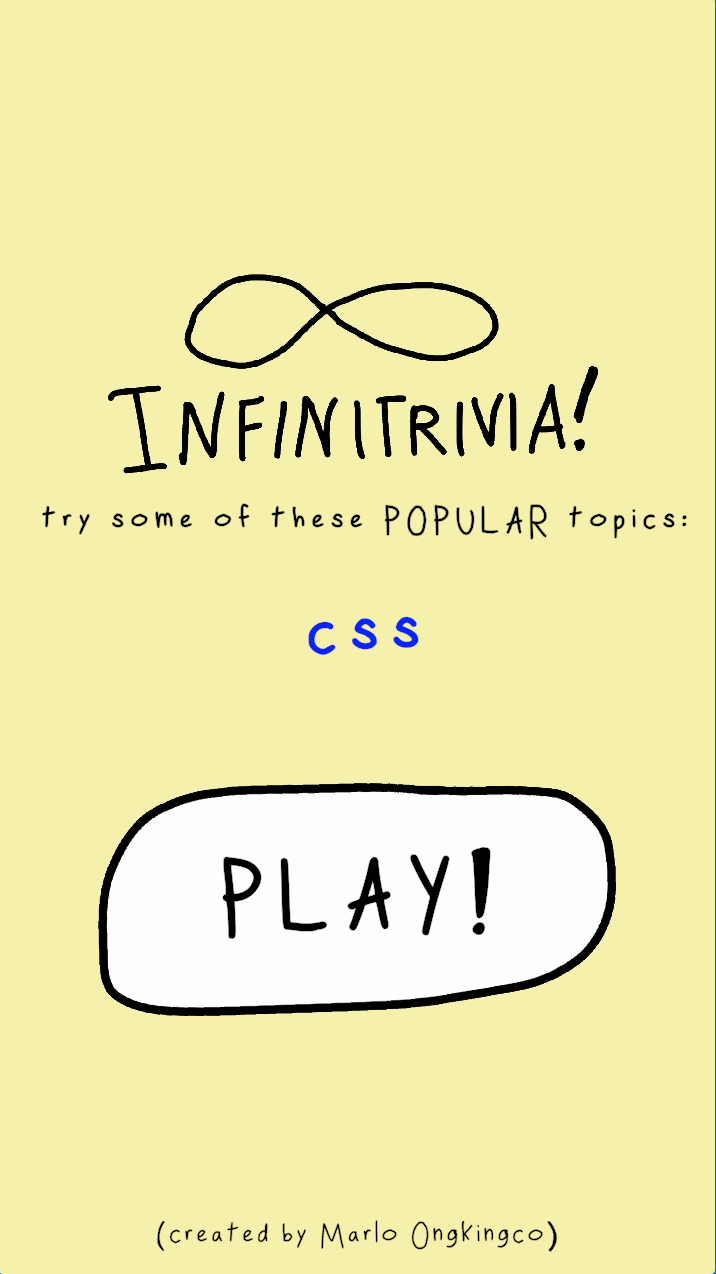 INFINITRIVIA!
try some of these POPULAR topics:
css
PLAY!
(created by Marlo Ongkingco)